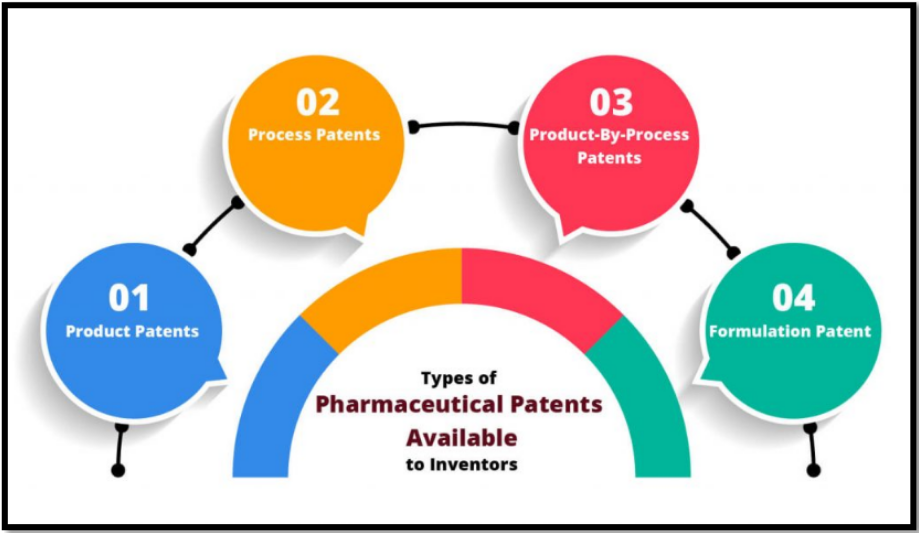 01
Product Patents
02
Process Patents
03
Product-By-Process
Patents
04
Formulation Patent
Types of
Pharmaceutical Patents
Available
to Inventors